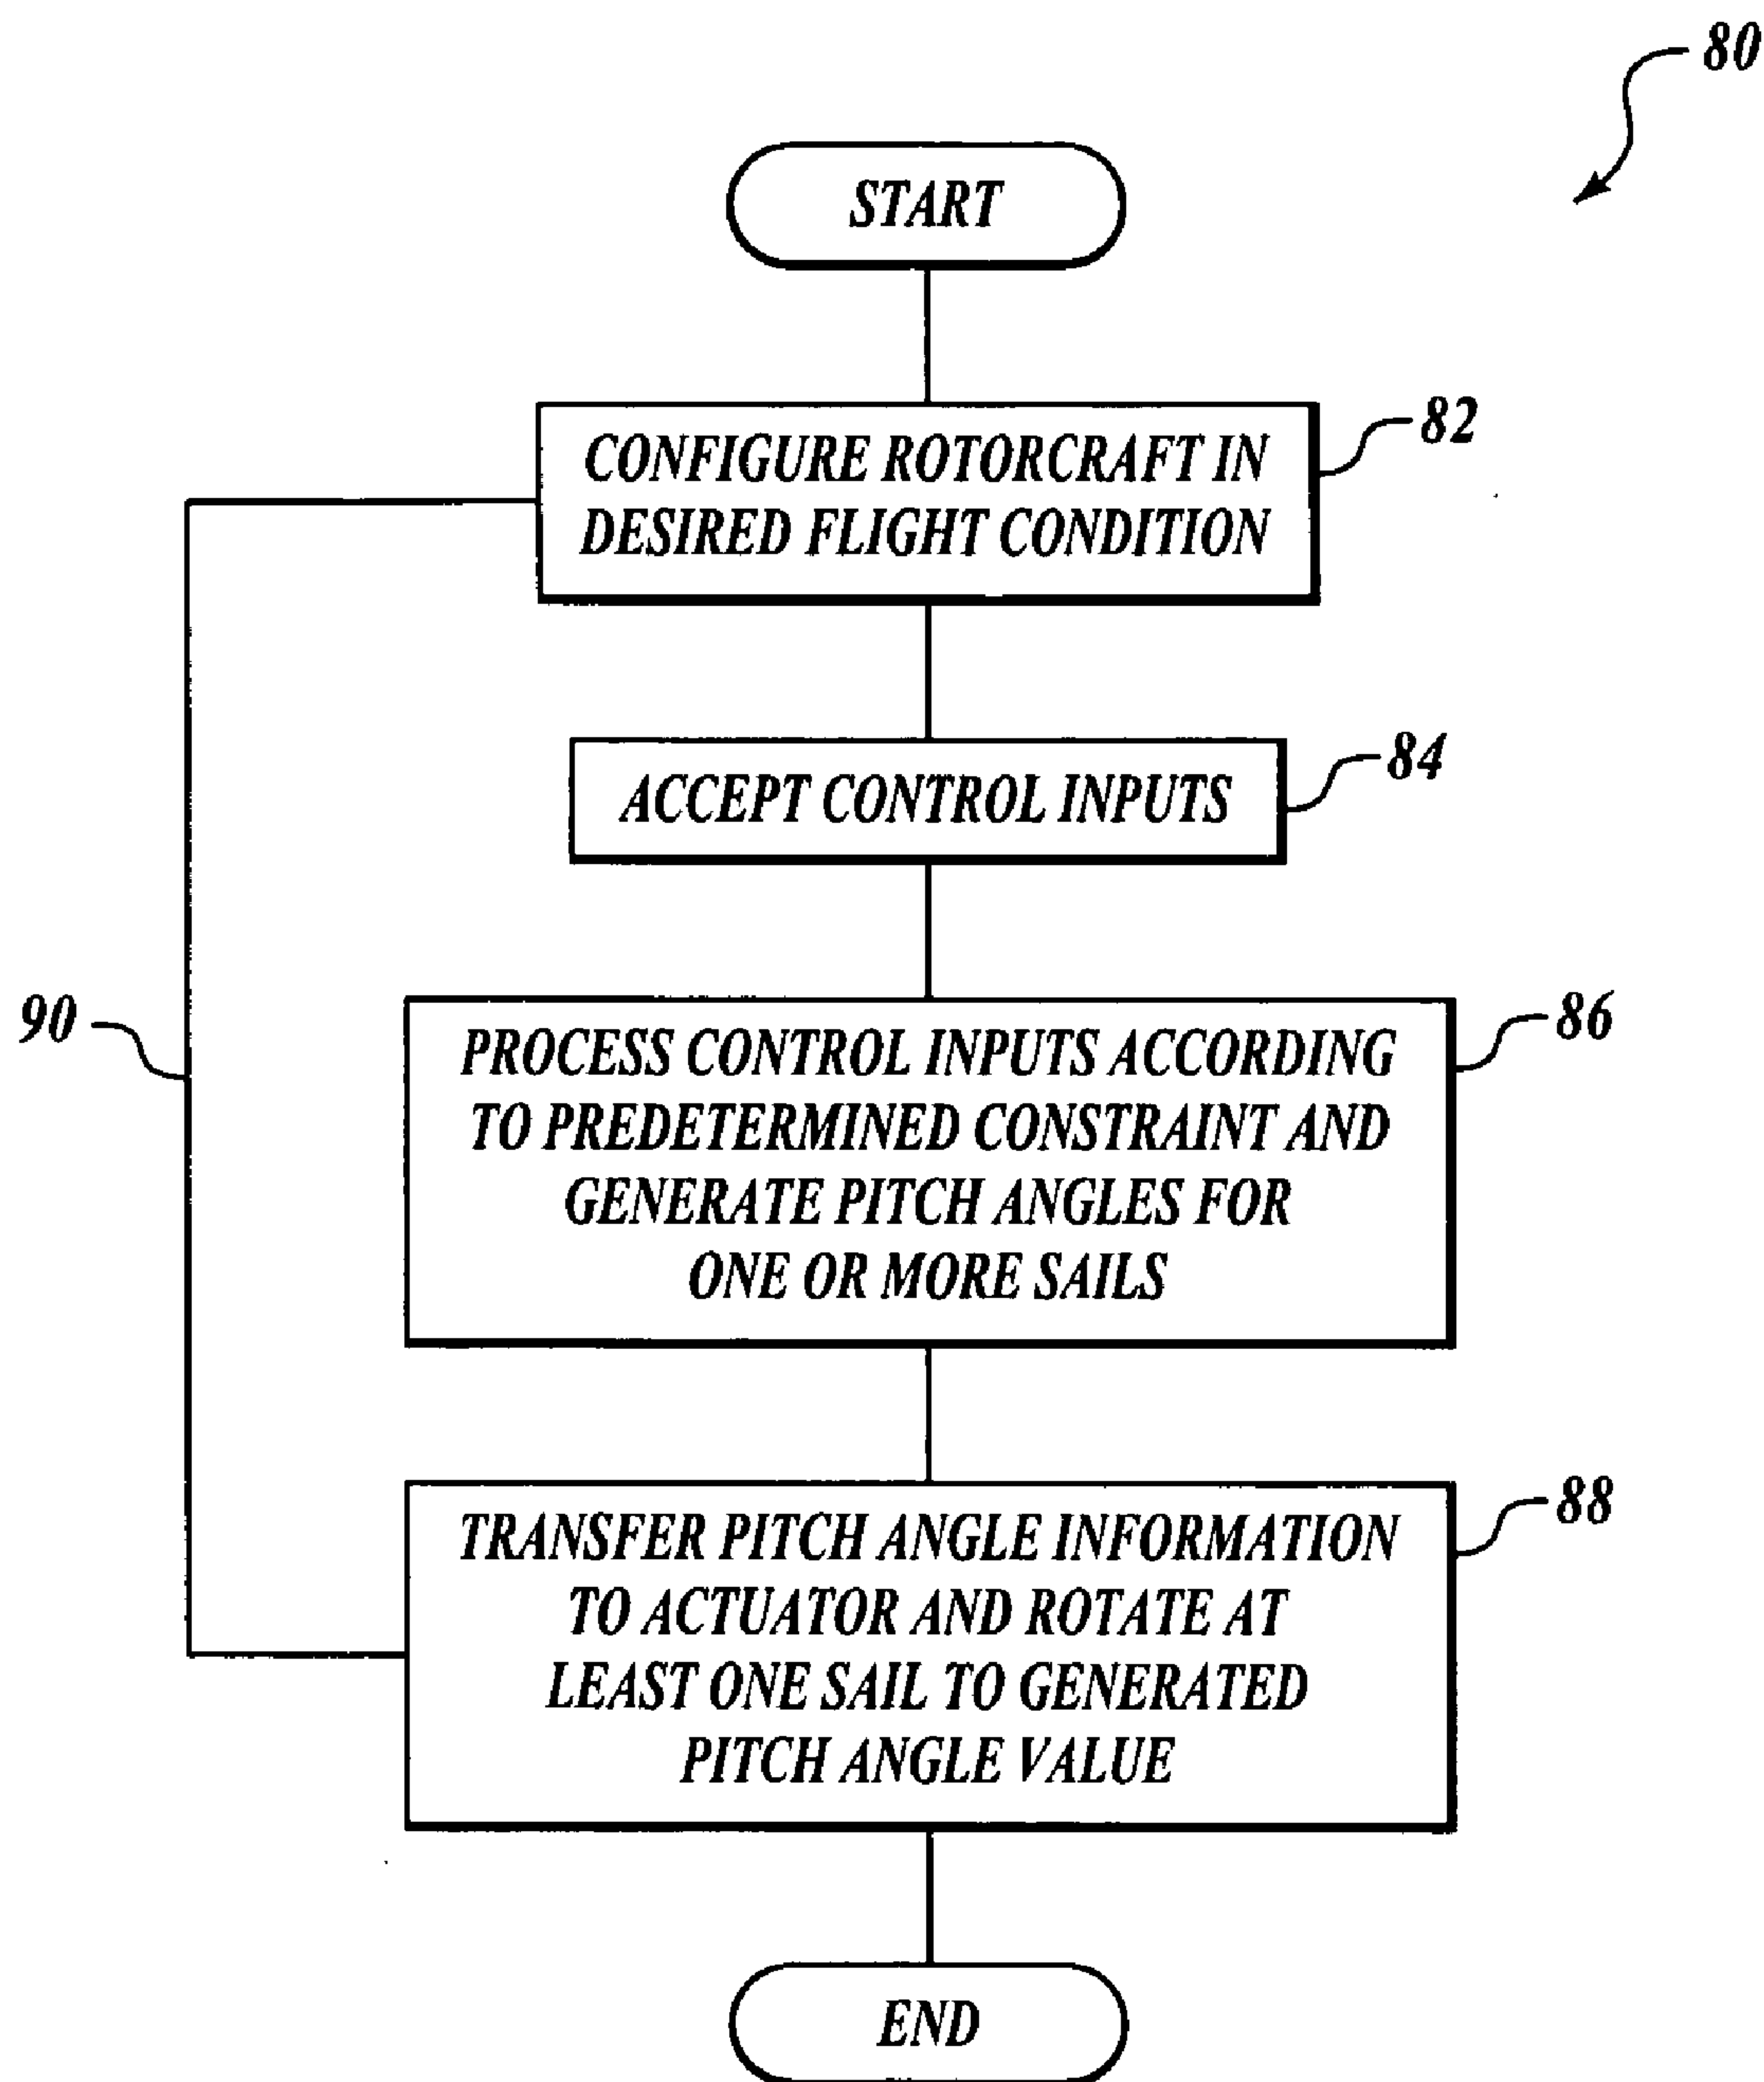 80
START
CONFIGURE ROTORCRAFT IN
DESIRED FLIGHT CONDITION
82
ACCEPT CONTROL INPUTS
84
PROCESS CONTROL INPUTS ACCORDING
TO PREDETERMINED CONSTRAINT AND
GENERATE PITCH ANGLES FOR
ONE OR MORE SAILS
86
90
TRANSFER PITCH ANGLE INFORMATION
TO ACTUATOR AND ROTATE AT
LEAST ONE SAIL TO GENERATED
PITCH ANGLE VALUE
88
END